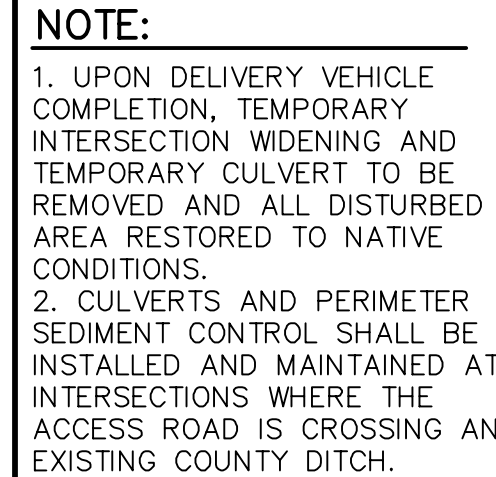 NOTE:
1. UPON DELIVERY VEHICLE
COMPLETION, TEMPORARY
INTERSECTION WIDENING AND
TEMPORARY CULVERT TO BE
REMOVED AND ALL DISTURBED
AREA RESTORED TO NATIVE
CONDITIONS.
2. CULVERTS AND PERIMETER
SEDIMENT CONTROL SHALL BE
INSTALLED AND MAINTAINED AT
INTERSECTIONS WHERE THE
ACCESS ROAD IS CROSSING AN
EXISTING COUNTY DITCH.